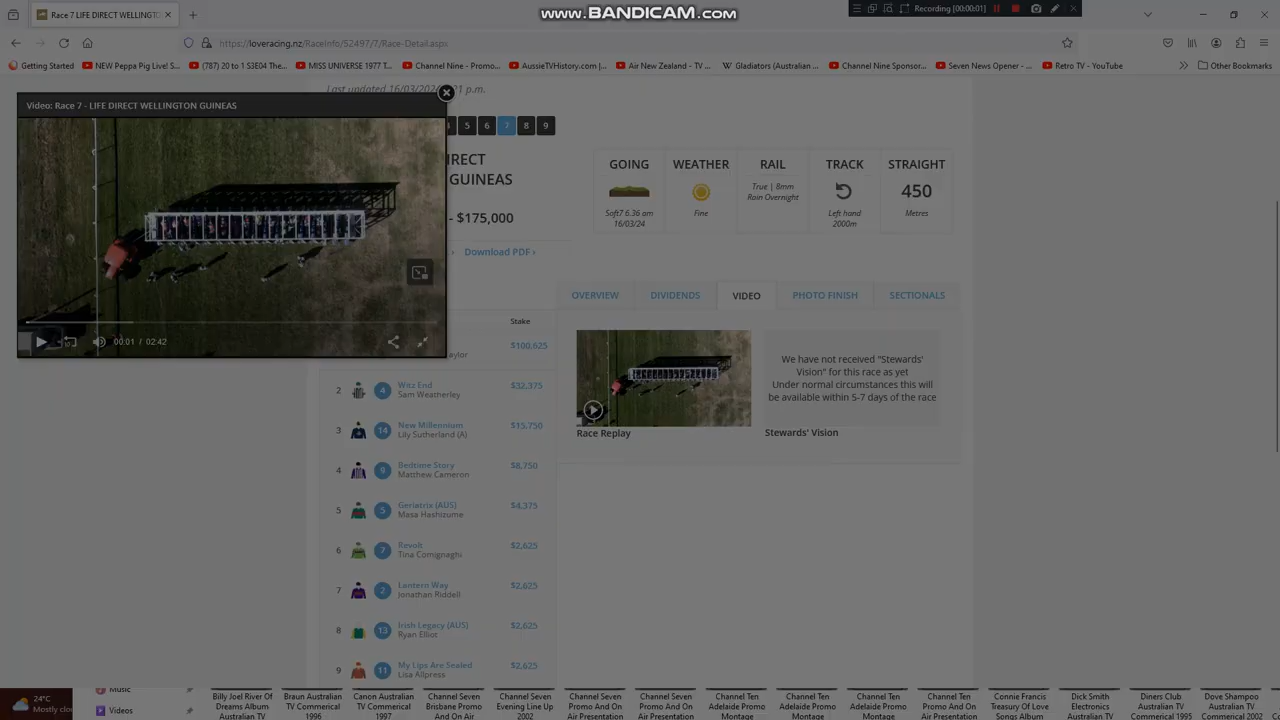 Race 7 LIFE DIRECT WELLINGTON
www.BANDICAM.com
Recording [00:00:01]
https://loveracing.nz/RaceInfo/52497/7/Race-Detail.aspx
Getting Started
NEW Peppa Pig Live! S...
(787) 20 to 1 S3E04 The...
MISS UNIVERSE 1977 T...
Channel Nine - Promo...
AussieTVHistory.com |...
Air New Zealand - TV ...
Gladiators (Australian ...
Channel Nine Sponsor...
Seven News Opener - ...
Retro TV - YouTube
Other Bookmarks
Last updated 16/03/202
p.m.
Video: Race 7 - LIFE DIRECT WELLINGTON GUINEAS
5 6 7 8 9
DIRECT
GUINEAS
- $175,000
Download PDF ›
GOING
Soft7 6.36 am
16/03/24
WEATHER
Fine
RAIL
True | 8mm
Rain Overnight
TRACK
Left hand
2000m
STRAIGHT
450
Metres
00:01 / 02:42
OVERVIEW
DIVIDENDS
VIDEO
PHOTO FINISH
SECTIONALS
Stake
$100,625
aylor
2 4 Witz End $32,375
Sam Weatherley
3 14 New Millennium $15,750
Lily Sutherland (A)
4 9 Bedtime Story $8,750
Matthew Cameron
5 5 Geriatrix (AUS) $4,375
Masa Hashizume
6 7 Revolt $2,625
Tina Comignaghi
7 2 Lantern Way $2,625
Jonathan Riddell
8 13 Irish Legacy (AUS) $2,625
Ryan Elliot
9 11 My Lips Are Sealed $2,625
Lisa Allpress
Race Replay
We have not received "Stewards'
Vision" for this race as yet
Under normal circumstances this will
be available within 5-7 days of the race
Stewards' Vision
24°C
Mostly clou
Music
Videos
Billy Joel River Of
Dreams Album
Australian TV
Braun Australian
TV Commerical
1996
Canon Australian
TV Commerical
1997
Channel Seven
Brisbane Promo
And On Air
Channel Seven
Evening Line Up
2002
Channel Seven
Promo And On
Air Presentation
Channel Seven
Promo And On
Air Presentation
Channel Ten
Adelaide Promo
Montage
Channel Ten
Adelaide Promo
Montage
Channel Ten
Adelaide Promo
And On Air
Channel Ten
Adelaide Promo
Montage
Connie Francis
Treasury Of Love
Songs Album
Dick Smith
Electronics
Australian TV
Diners Club
Australian TV
Commercial 1995
Dove Shampoo
Australian TV
Commerical 2002